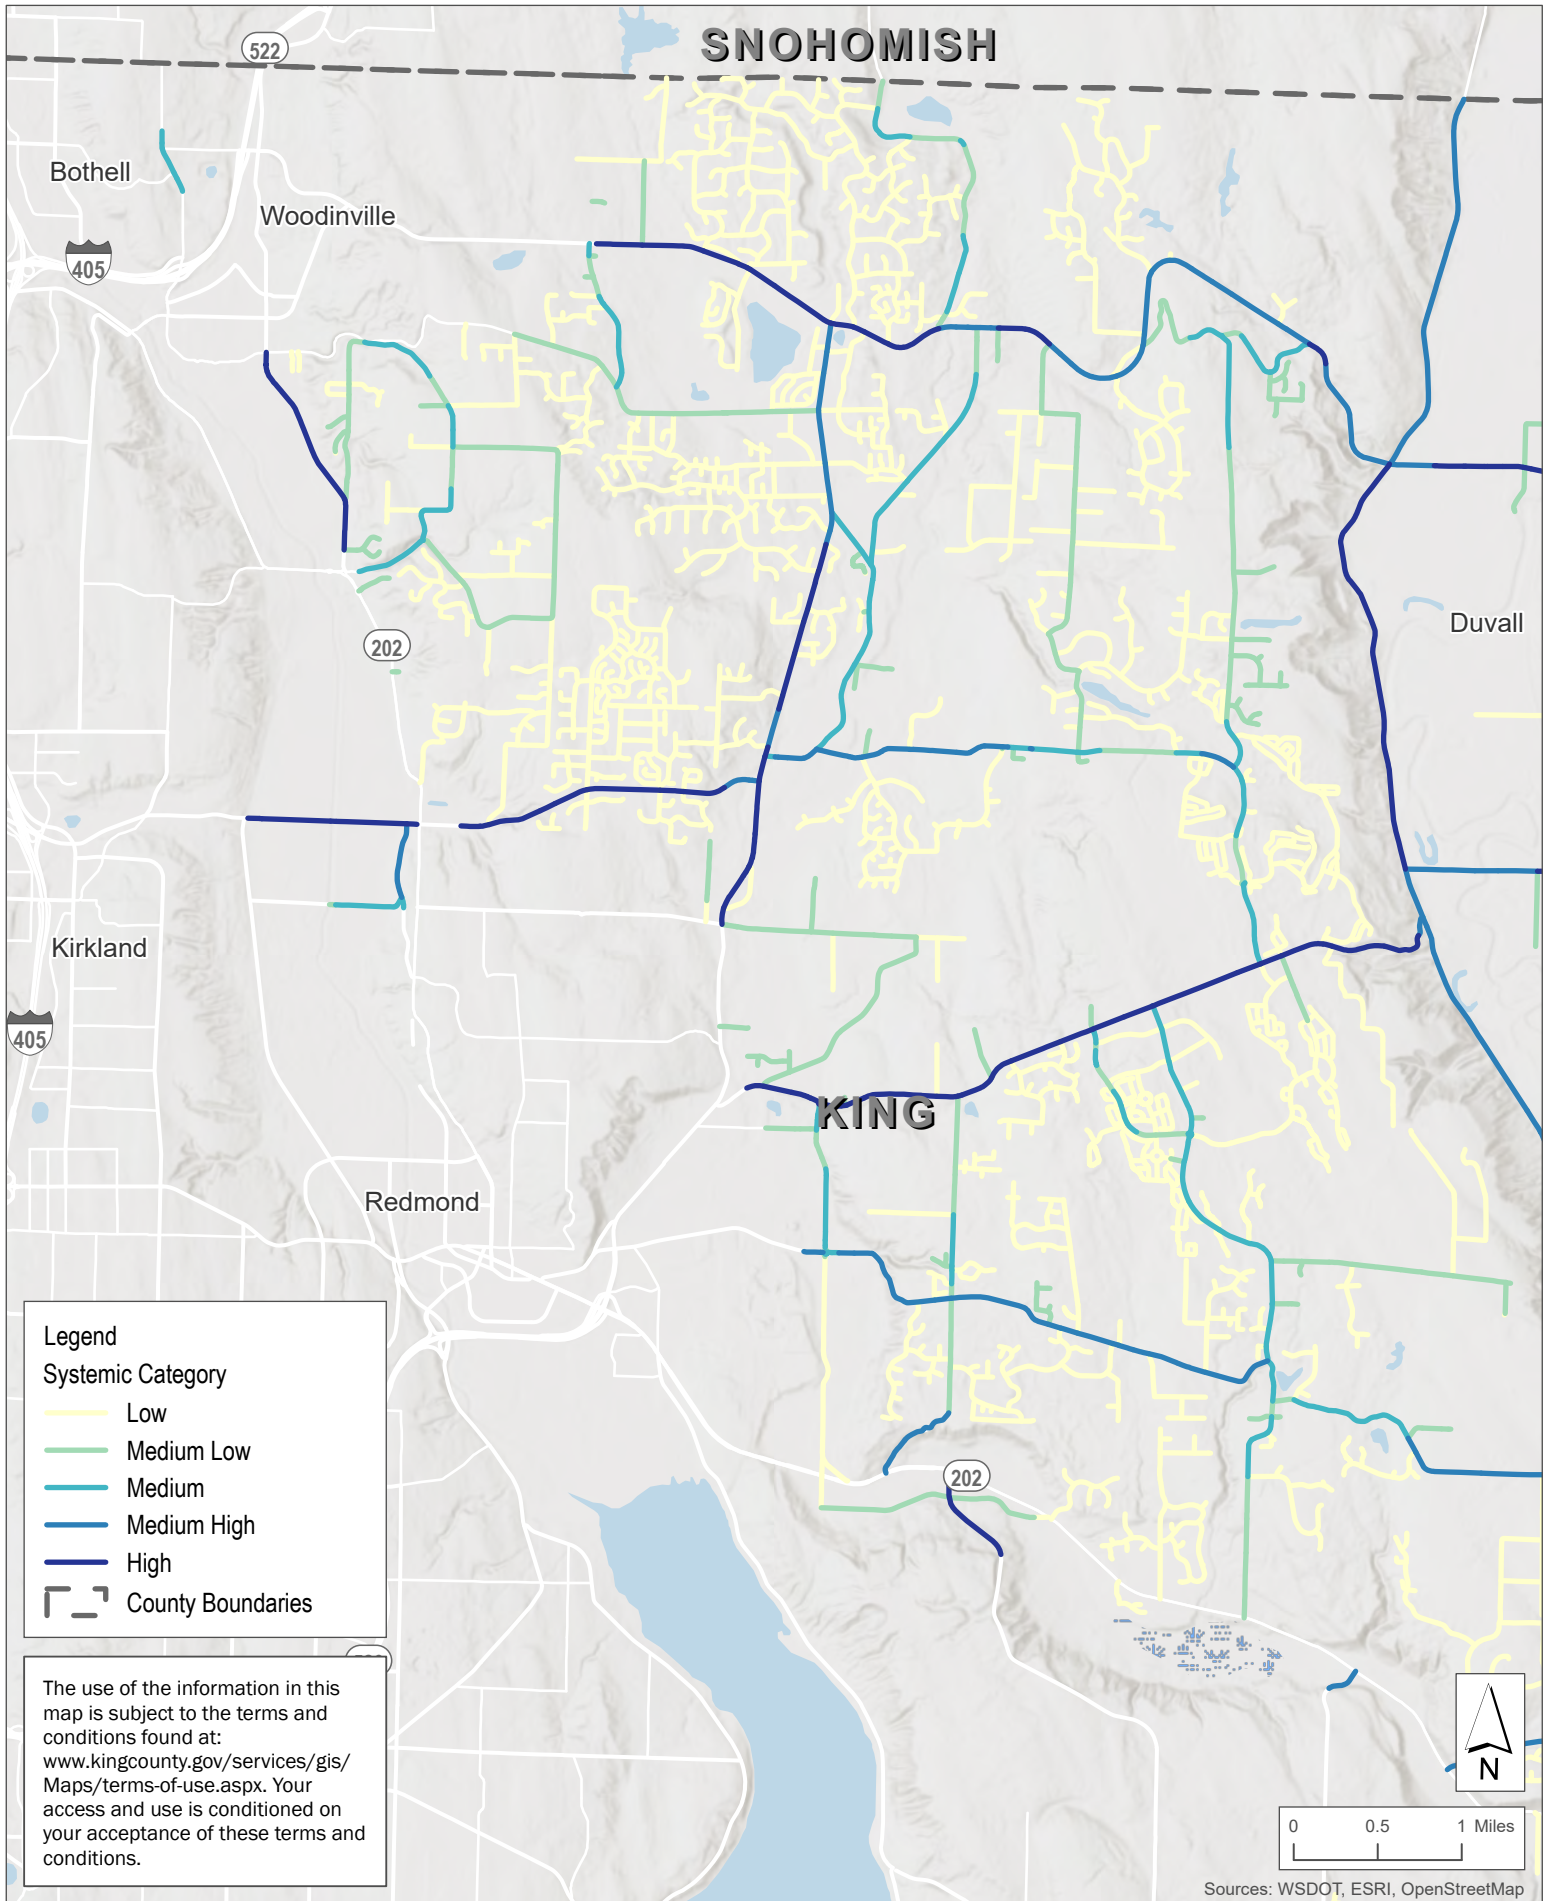 SNOHOMISH
522
Bothell
Woodinville
405
202
Duvall
Kirkland
405
KING
Redmond
202
Legend
Systemic Category
Low
Medium Low
Medium
Medium High
High
County Boundaries
The use of the information in this
map is subject to the terms and
conditions found at:
www.kingcounty.gov/services/gis/
Maps/terms-of-use.aspx. Your
access and use is conditioned on
your acceptance of these terms and
conditions.
N
0 0.5 1 Miles
Sources: WSDOT, ESRI, OpenStreetMap